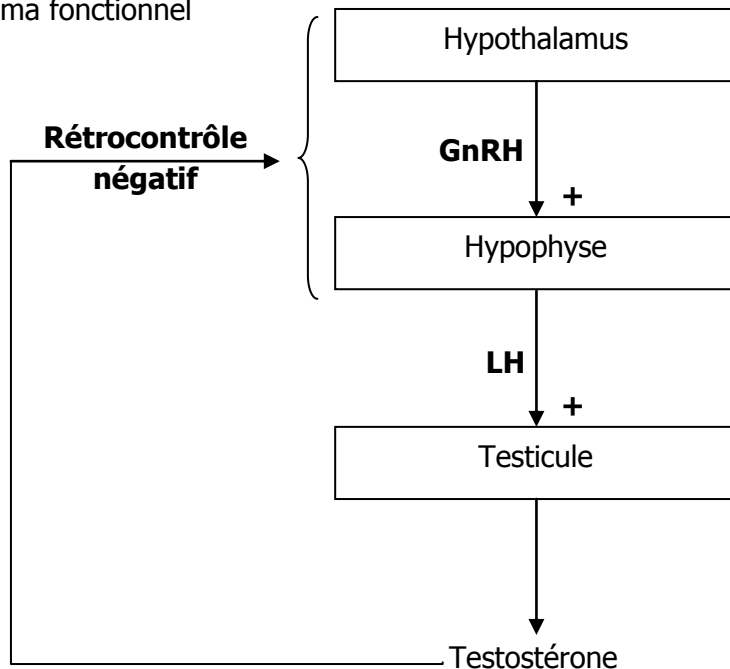 ma fonctionnel
Hypothalamus
Rétrocontrôle
négatif
GnRH
+
Hypophyse
LH
+
Testicule
Testostérone